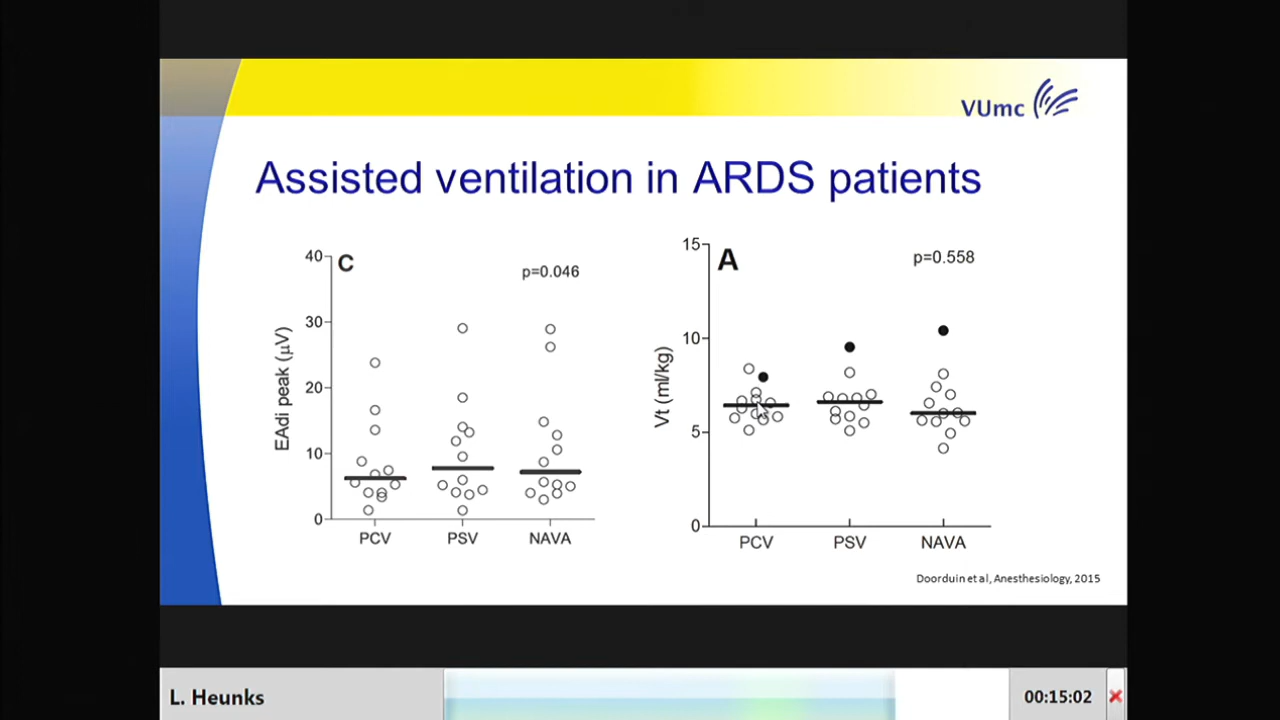 VUmc
Assisted ventilation in ARDS patients
C
p=0.046
EAdi peak (µV)
40
30
20
10
0
PCV PSV NAVA
A
p=0.558
Vt (ml/kg)
15
10
5
0
PCV PSV NAVA
Doorduin et al, Anesthesiology, 2015
L. Heunks
00:15:02